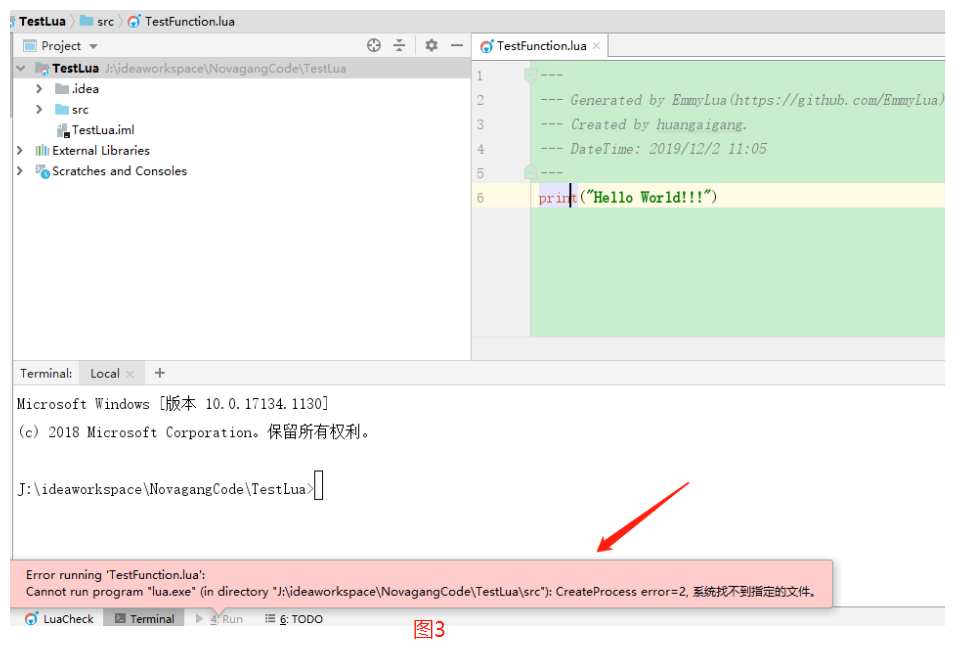 TestLua 〉 src 〉 TestFunction.lua
Project
TestFunction.lua ×
TestLua J:\ideaworkspace\NovagangCode\TestLua
.idea
src
TestLua.iml
External Libraries
Scratches and Consoles
1 ---
2 --- Generated by EmmyLua(https://github.com/EmmyLua)
3 --- Created by huangaigang.
4 --- DateTime: 2019/12/2 11:05
5 ---
6 print("Hello World!!!")
Terminal: Local × +
Microsoft Windows [版本 10.0.17134.1130]
(c) 2018 Microsoft Corporation。保留所有权利。
J:\ideaworkspace\NovagangCode\TestLua>
Error running 'TestFunction.lua':
Cannot run program "lua.exe" (in directory "J:\ideaworkspace\NovagangCode\TestLua\src"): CreateProcess error=2, 系统找不到指定的文件。
LuaCheck Terminal 4: Run 6: TODO
图3